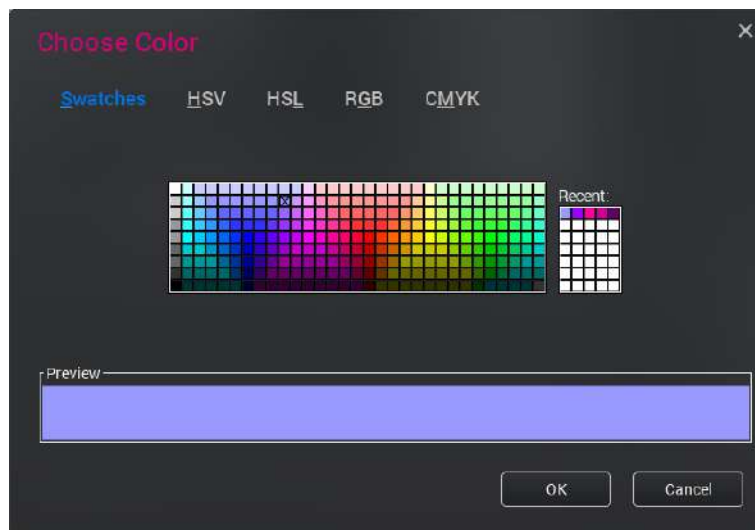 Choose Color
Swatches HSV HSL RGB CMYK
Recent:
Preview
OK Cancel